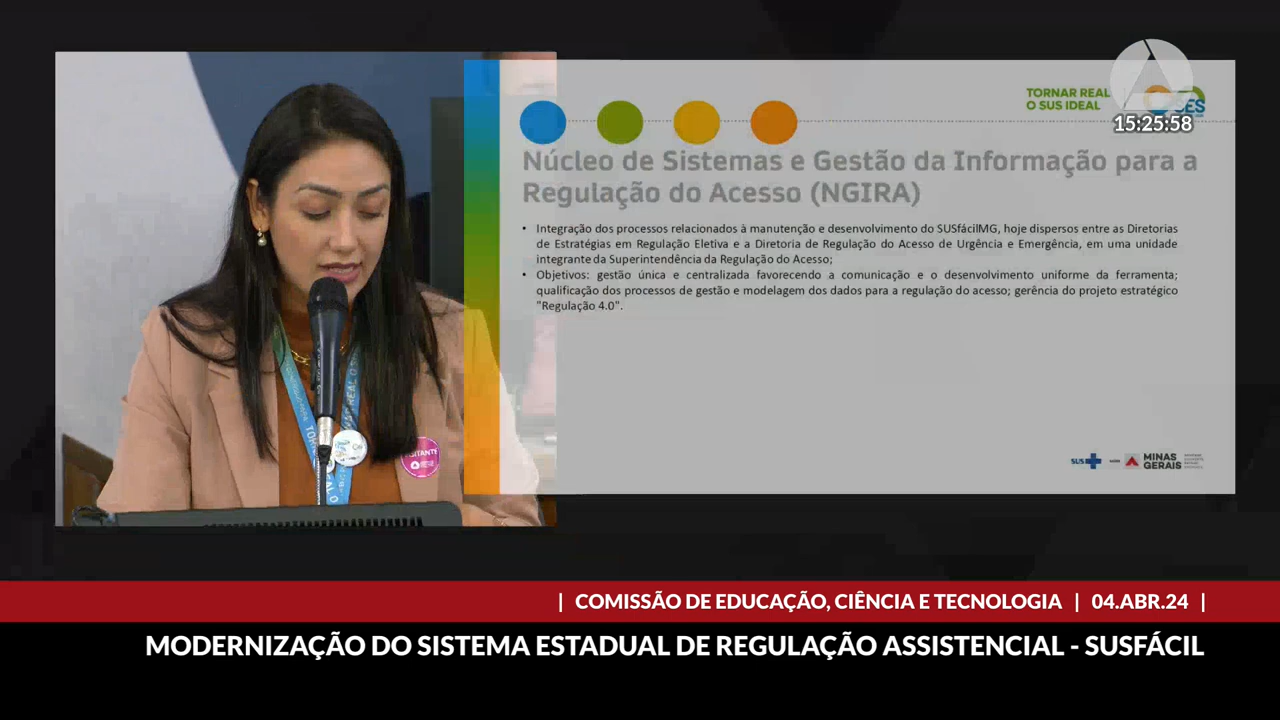 TORNAR REAL
O SUS IDEAL
SES
15:25:58
Núcleo de Sistemas e Gestão da Informação para a
Regulação do Acesso (NGIRA)
• Integração dos processos relacionados à manutenção e desenvolvimento do SUSfácilMG, hoje dispersos entre as Diretorias
de Estratégias em Regulação Eletiva e a Diretoria de Regulação do Acesso de Urgência e Emergência, em uma unidade
integrante da Superintendência da Regulação do Acesso;
• Objetivos: gestão única e centralizada favorecendo a comunicação e o desenvolvimento uniforme da ferramenta;
qualificação dos processos de gestão e modelagem dos dados para a regulação do acesso; gerência do projeto estratégico
"Regulação 4.0".
SUS
MINAS
GERAIS
| COMISSÃO DE EDUCAÇÃO, CIÊNCIA E TECNOLOGIA | 04.ABR.24 |
MODERNIZAÇÃO DO SISTEMA ESTADUAL DE REGULAÇÃO ASSISTENCIAL - SUSFÁCIL